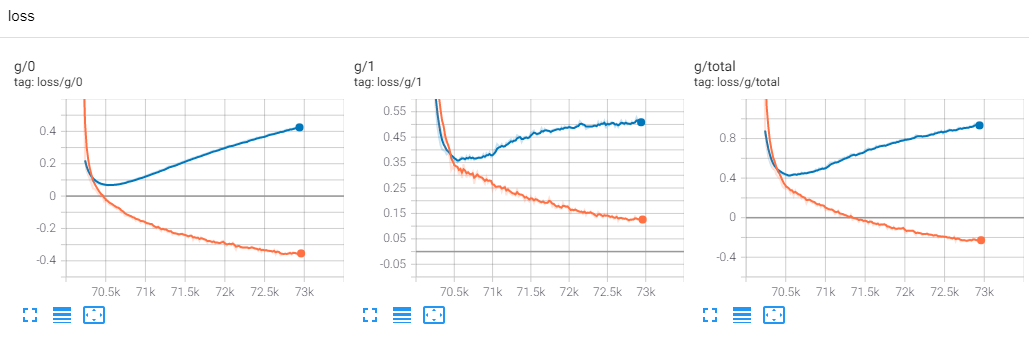 loss
g/0
tag: loss/g/0
0.4
0.2
0
-0.2
-0.4
70.5k 71k 71.5k 72k 72.5k 73k
g/1
tag: loss/g/1
0.55
0.45
0.35
0.25
0.15
0.05
-0.05
70.5k 71k 71.5k 72k 72.5k 73k
g/total
tag: loss/g/total
0.8
0.4
0
-0.4
70.5k 71k 71.5k 72k 72.5k 73k